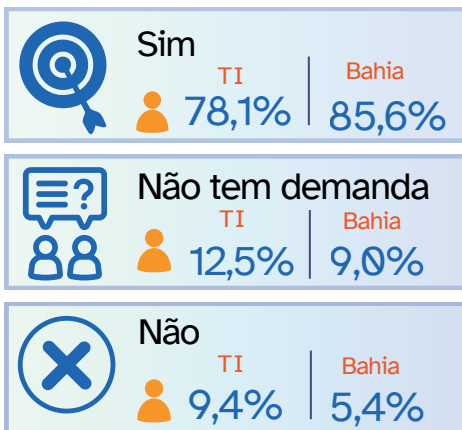 Sim
TI Bahia
78,1% 85,6%
?
Não tem demanda
TI Bahia
12,5% 9,0%
Não
TI Bahia
9,4% 5,4%